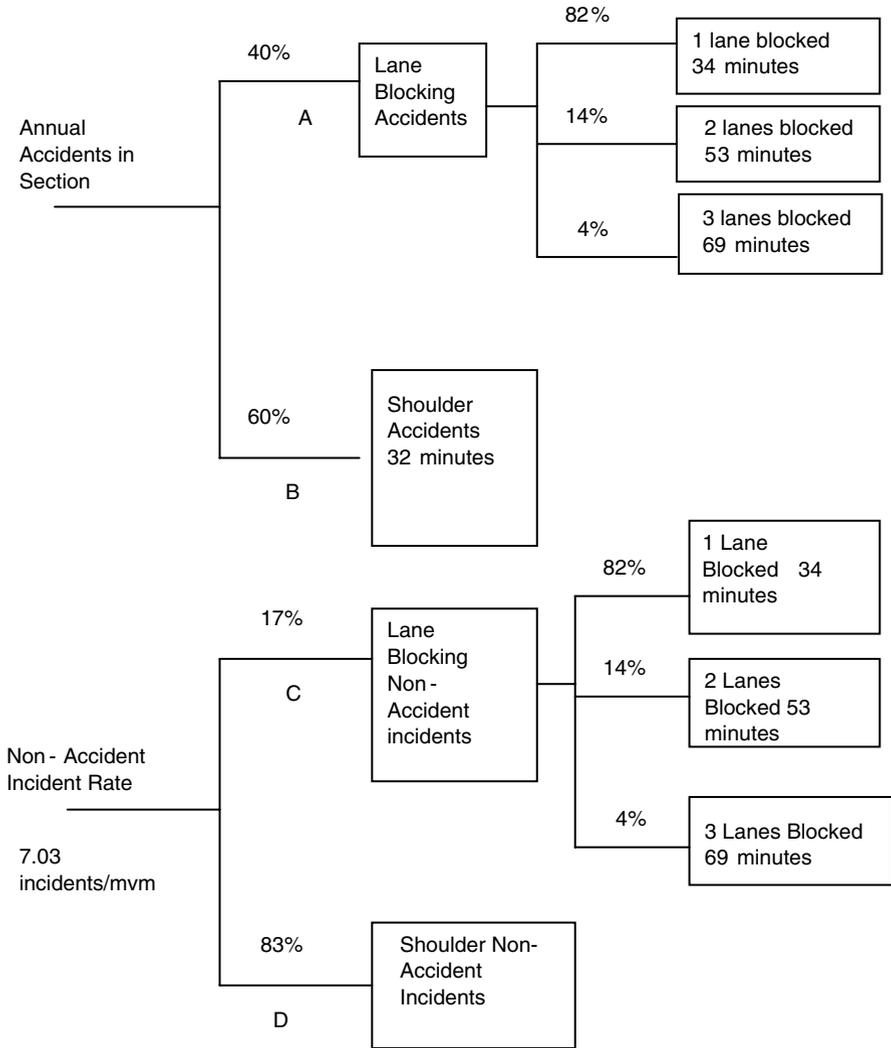 Annual
Accidents in
Section
40%
A
Lane
Blocking
Accidents
82%
1 lane blocked
34 minutes
14%
2 lanes blocked
53 minutes
4%
3 lanes blocked
69 minutes
60%
B
Shoulder
Accidents
32 minutes
Non - Accident
Incident Rate
7.03
incidents/mvm
17%
C
Lane
Blocking
Non -
Accident
incidents
82%
1 Lane
Blocked 34
minutes
14%
2 Lanes
Blocked 53
minutes
4%
3 Lanes Blocked
69 minutes
83%
D
Shoulder Non-
Accident
Incidents